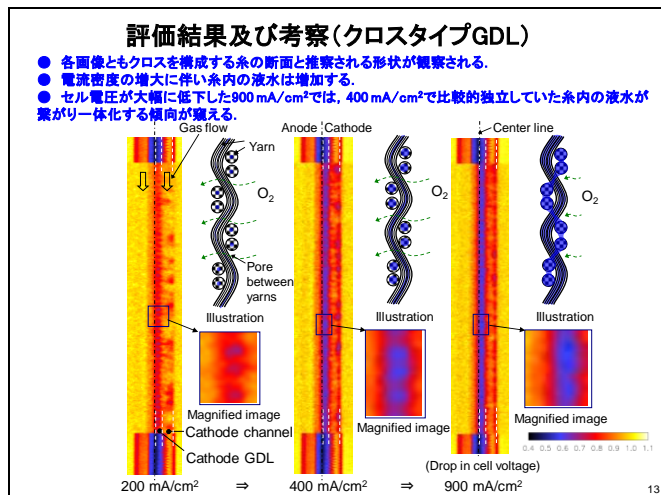 評価結果及び考察(クロスタイプGDL)
● 各画像ともクロスを構成する糸の断面と推察される形状が観察される.
● 電流密度の増大に伴い糸内の液水は増加する.
● セル電圧が大幅に低下した900 mA/cm²では, 400 mA/cm²で比較的独立していた糸内の液水が
繋がり一体化する傾向が窺える.
Gas flow
Yarn
Anode Cathode
Center line
O₂
O₂
O₂
Pore
between
yarns
Illustration
Illustration
Illustration
Magnified image
Magnified image
Magnified image
Cathode channel
Cathode GDL
0.4 0.5 0.6 0.7 0.8 0.9 1.0 1.1
(Drop in cell voltage)
200 mA/cm² ⇒ 400 mA/cm² ⇒ 900 mA/cm²
13